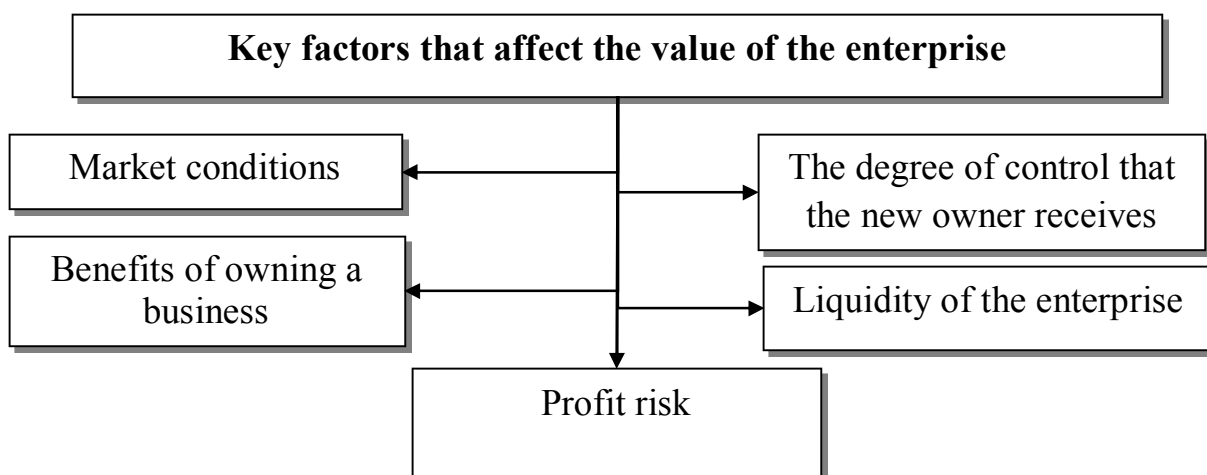 Key factors that affect the value of the enterprise
Market conditions
The degree of control that
the new owner receives
Benefits of owning a
business
Liquidity of the enterprise
Profit risk